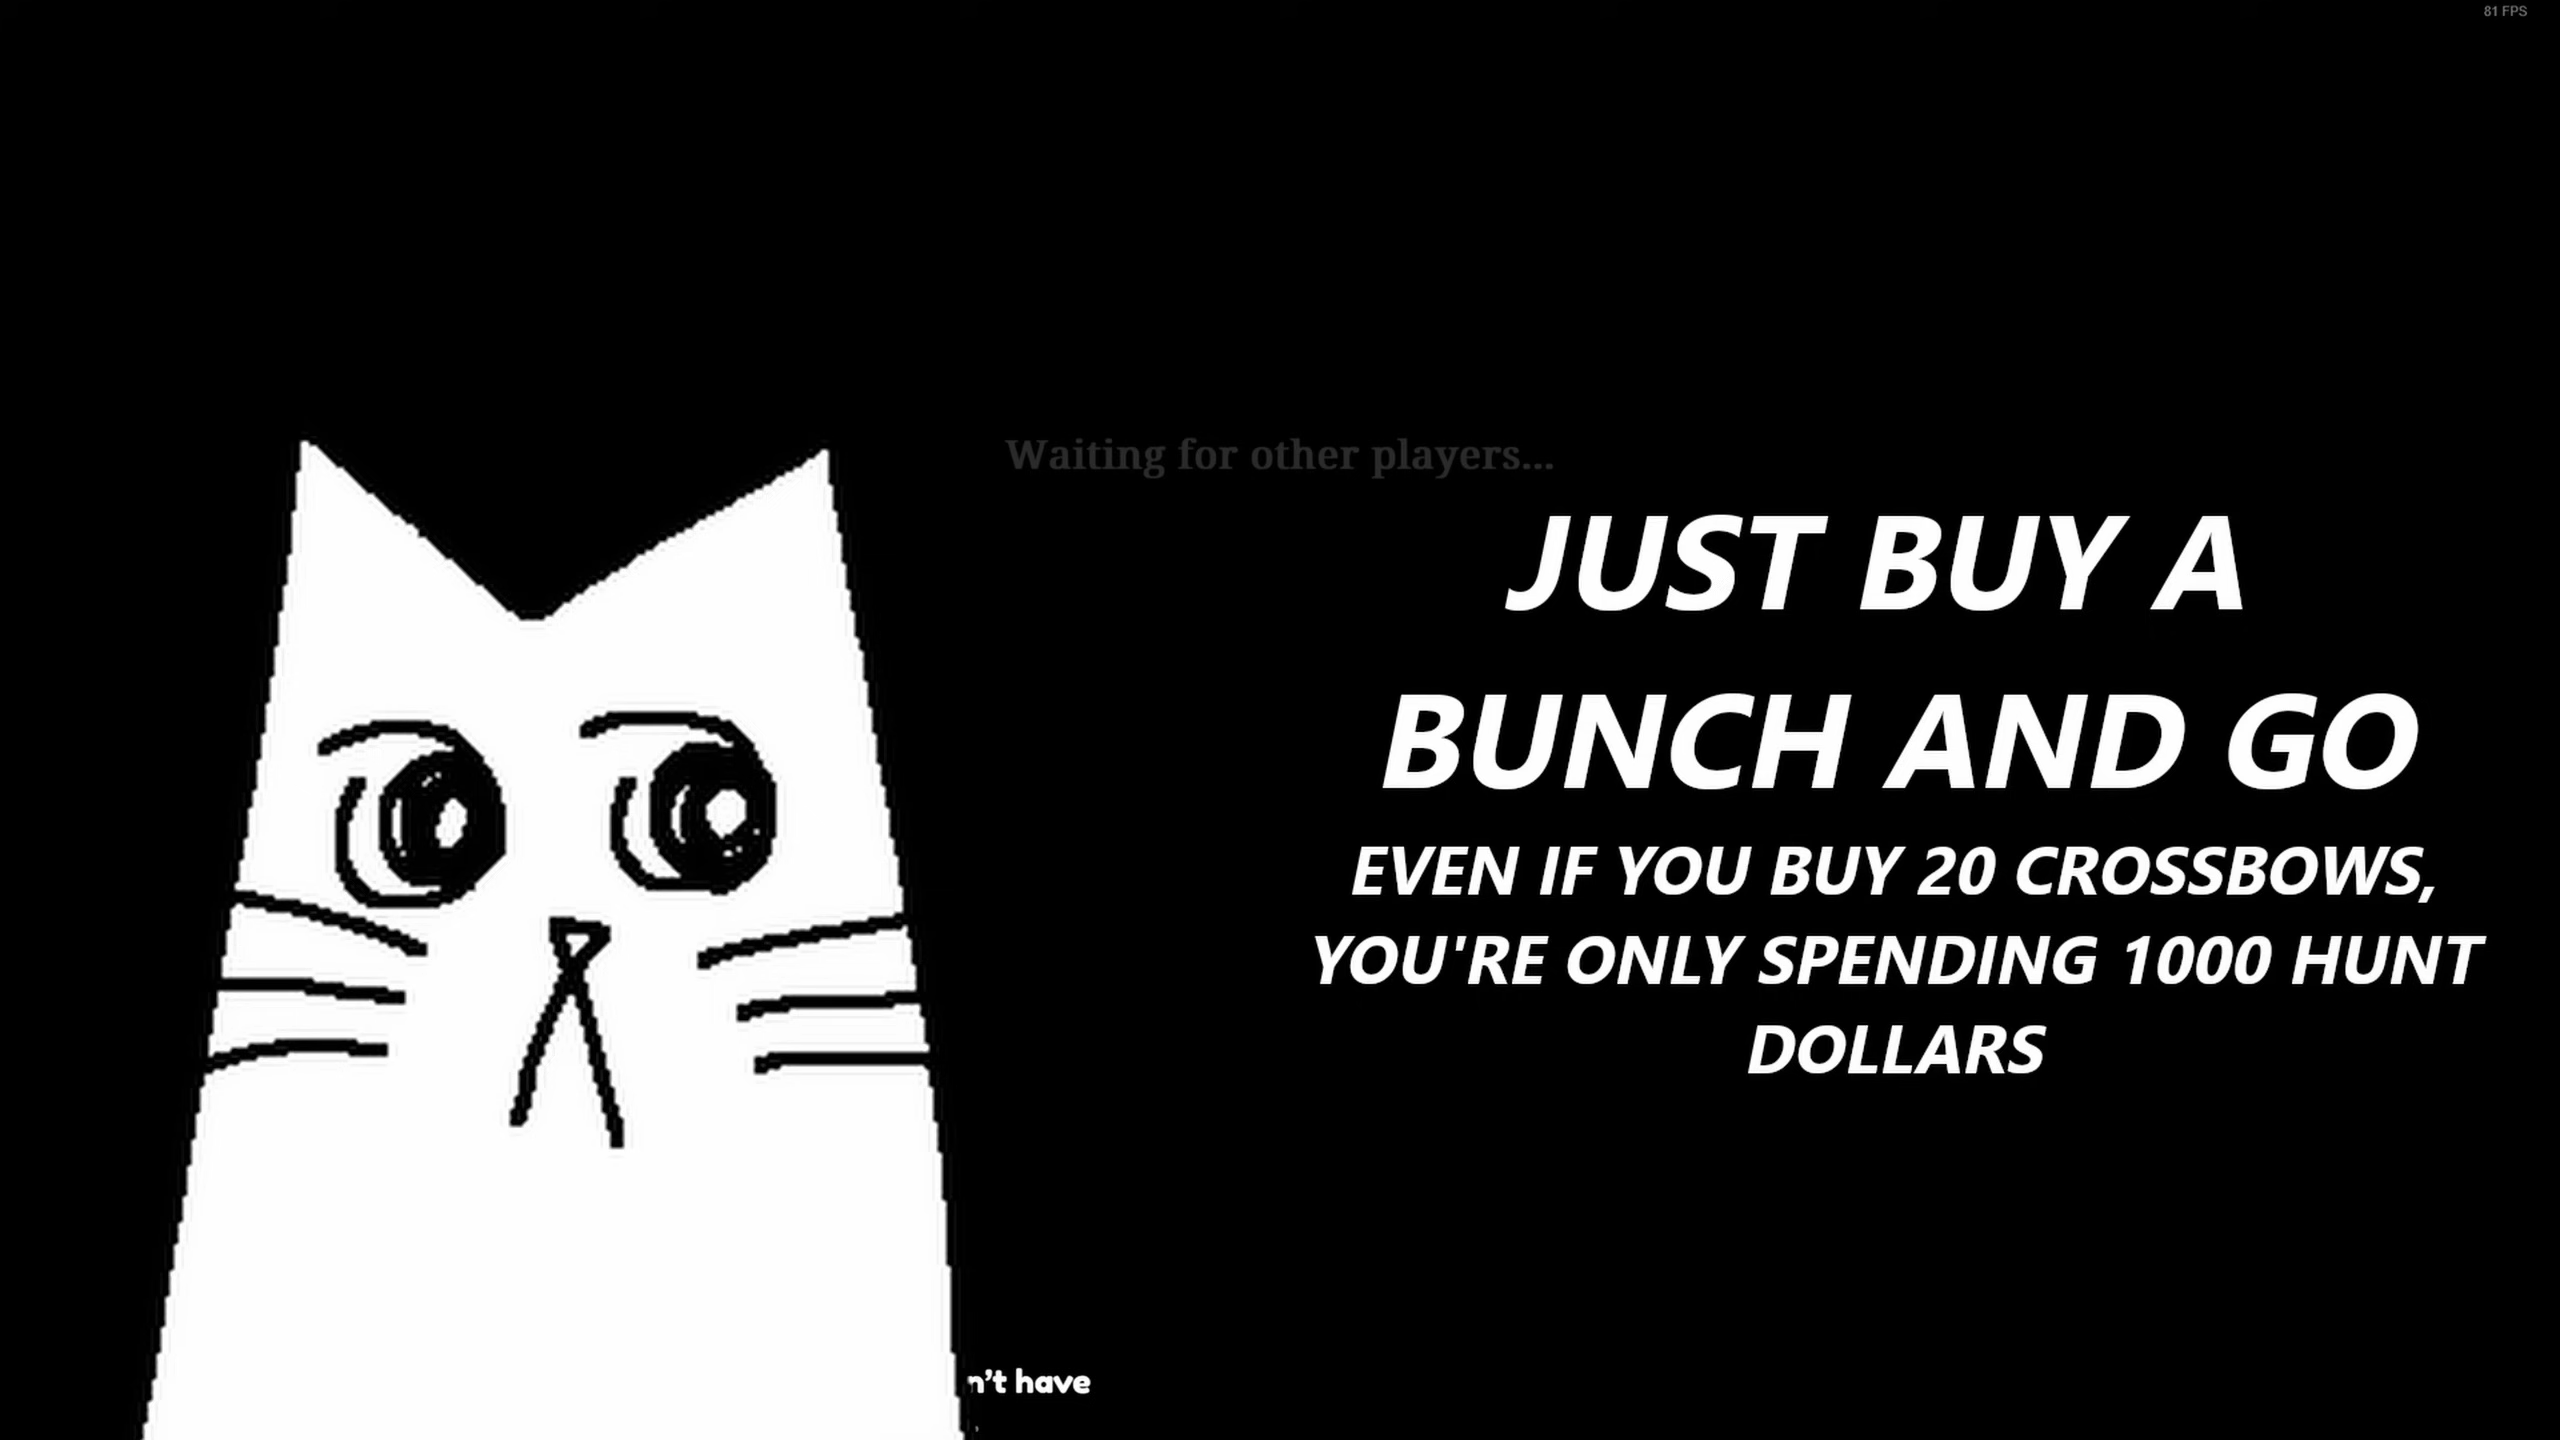 81 FPS
Waiting for other players...
JUST BUY A
BUNCH AND GO
EVEN IF YOU BUY 20 CROSSBOWS,
YOU'RE ONLY SPENDING 1000 HUNT
DOLLARS
n't have